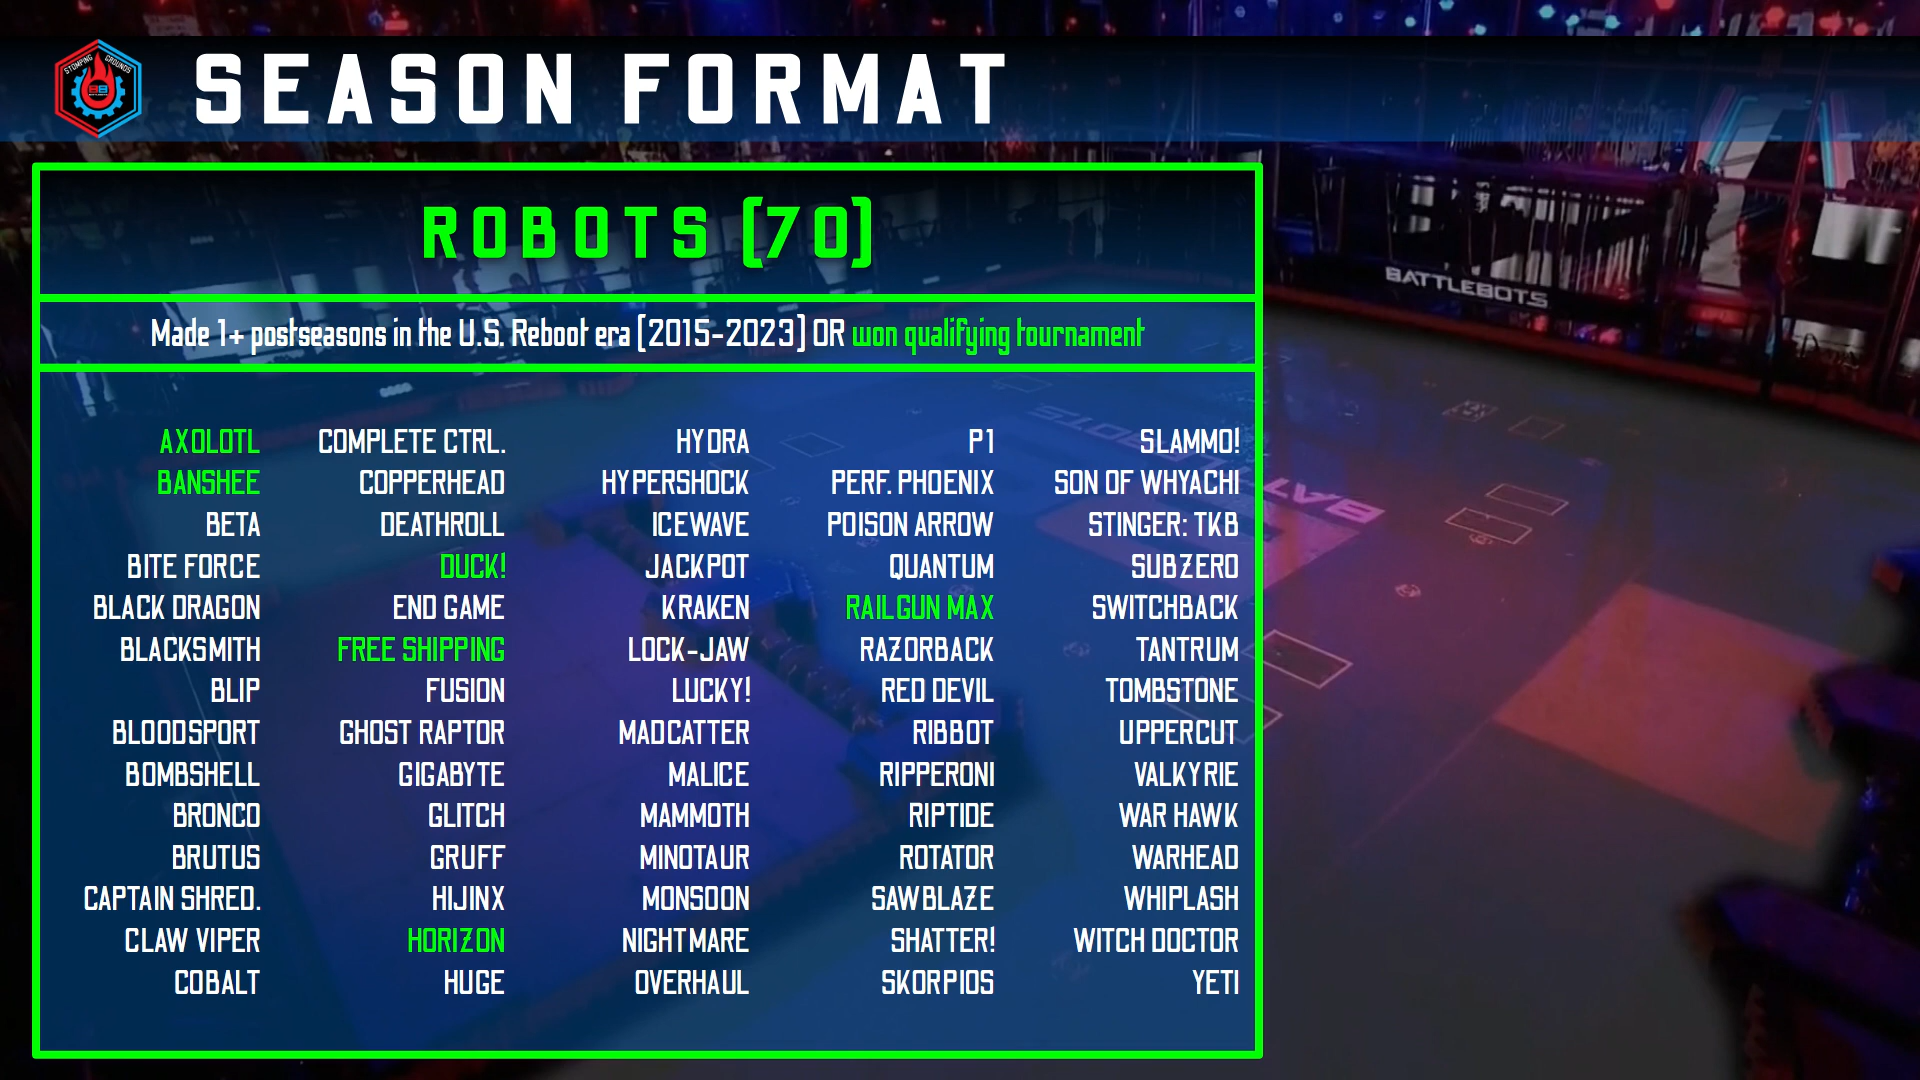 STOMPING GROUNDS
SEASON FORMAT
ROBOTS (70)
Made 1+ postseasons in the U.S. Reboot era (2015-2023) OR won qualifying tournament
AXOLOTL
BANSHEE
BETA
BITE FORCE
BLACK DRAGON
BLACKSMITH
BLIP
BLOODSPORT
BOMBSHELL
BRONCO
BRUTUS
CAPTAIN SHRED.
CLAW VIPER
COBALT
COMPLETE CTRL.
COPPERHEAD
DEATHROLL
DUCK!
END GAME
FREE SHIPPING
FUSION
GHOST RAPTOR
GIGABYTE
GLITCH
GRUFF
HIJINX
HORIZON
HUGE
HYDRA
HYPERSHOCK
ICEWAVE
JACKPOT
KRAKEN
LOCK-JAW
LUCKY!
MADCATTER
MALICE
MAMMOTH
MINOTAUR
MONSOON
NIGHTMARE
OVERHAUL
P1
PERF. PHOENIX
POISON ARROW
QUANTUM
RAILGUN MAX
RAZORBACK
RED DEVIL
RIBBOT
RIPPERONI
RIPTIDE
ROTATOR
SAWBLAZE
SHATTER!
SKORPIOS
SLAMMO!
SON OF WHYACHI
STINGER: TKB
SUBZERO
SWITCHBACK
TANTRUM
TOMBSTONE
UPPERCUT
VALKYRIE
WAR HAWK
WARHEAD
WHIPLASH
WITCH DOCTOR
YETI
BATTLEBOTS